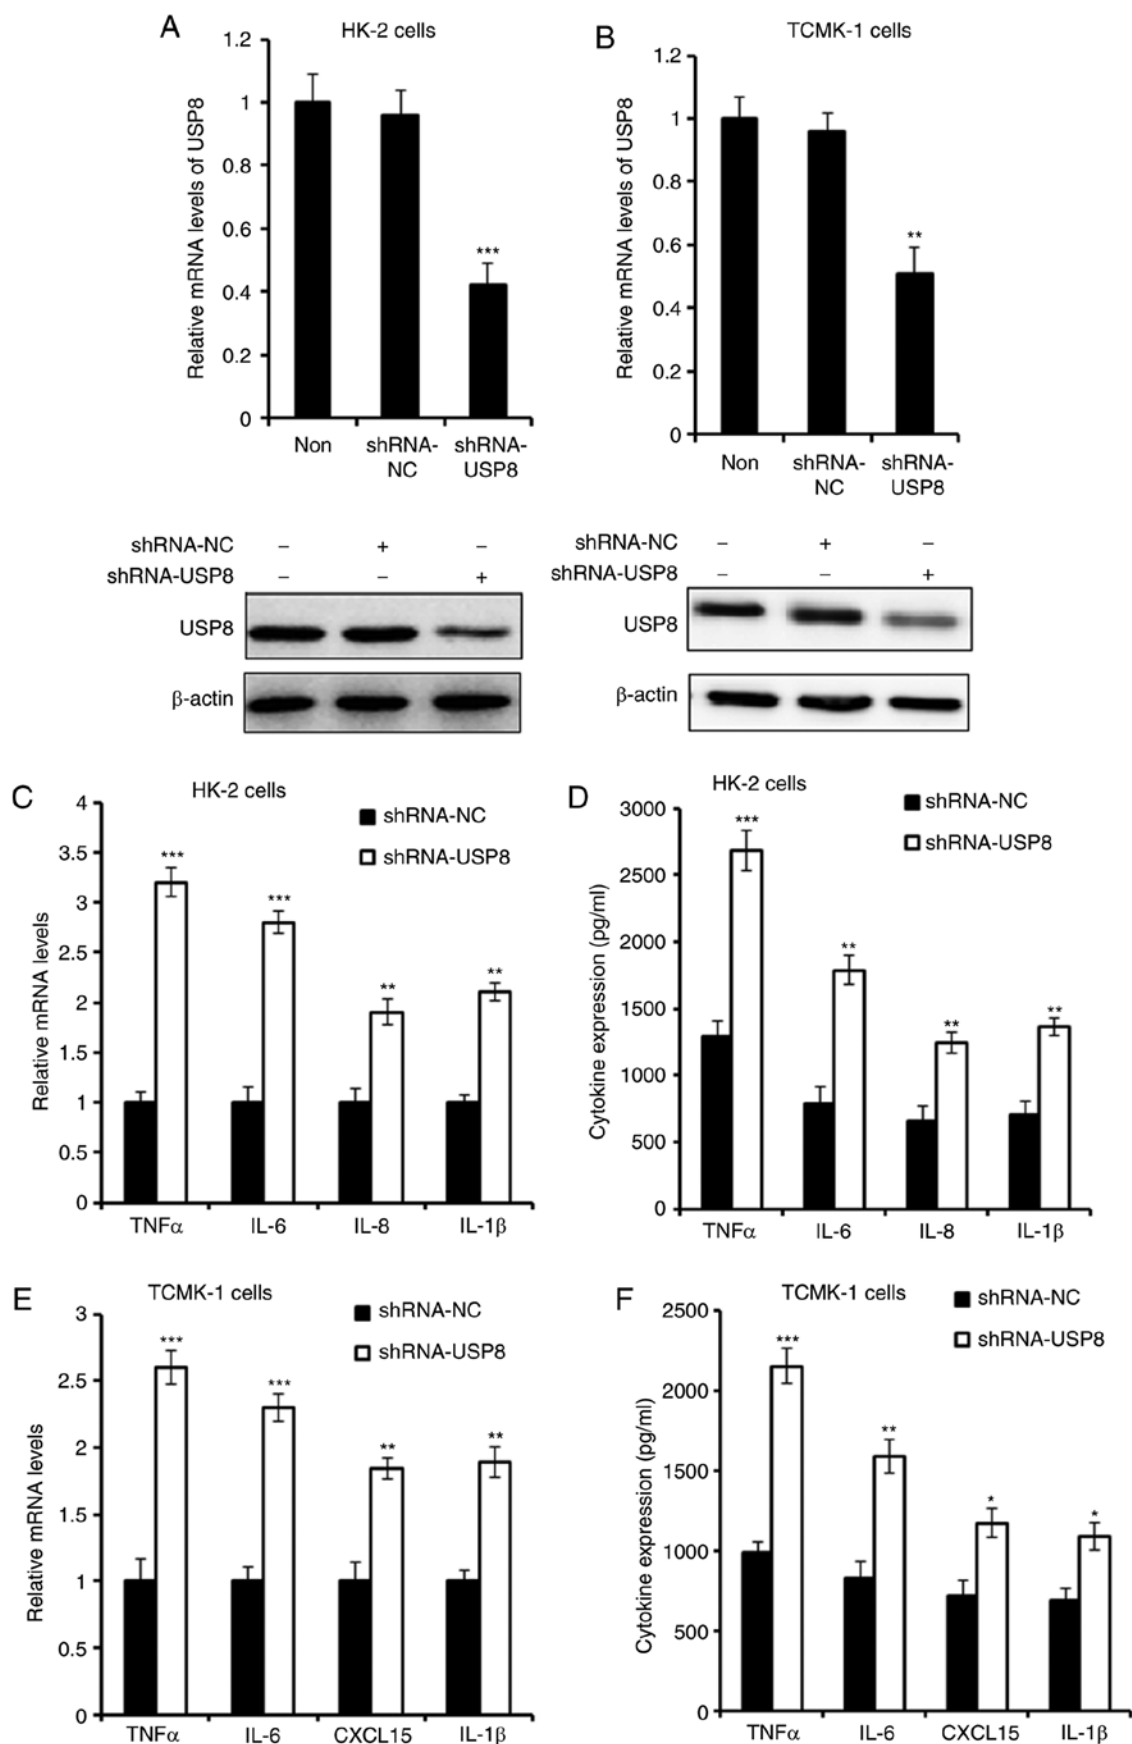 A
HK-2 cells
Relative mRNA levels of USP8
1.2
1
0.8
0.6
0.4
0.2
0
***
Non
shRNA-
NC
shRNA-
USP8
shRNA-NC – + –
shRNA-USP8 – – +
USP8
β-actin
B
TCMK-1 cells
Relative mRNA levels of USP8
1.2
1
0.8
0.6
0.4
0.2
0
**
Non
shRNA-
NC
shRNA-
USP8
shRNA-NC – + –
shRNA-USP8 – – +
USP8
β-actin
C
HK-2 cells
shRNA-NC
shRNA-USP8
Relative mRNA levels
4
3.5
3
2.5
2
1.5
1
0.5
0
***
***
**
**
TNFα IL-6 IL-8 IL-1β
D
HK-2 cells
shRNA-NC
shRNA-USP8
Cytokine expression (pg/ml)
3000
2500
2000
1500
1000
500
0
***
**
**
**
TNFα IL-6 IL-8 IL-1β
E
TCMK-1 cells
shRNA-NC
shRNA-USP8
Relative mRNA levels
3
2.5
2
1.5
1
0.5
0
***
***
**
**
TNFα IL-6 CXCL15 IL-1β
F
TCMK-1 cells
shRNA-NC
shRNA-USP8
Cytokine expression (pg/ml)
2500
2000
1500
1000
500
0
***
**
*
*
TNFα IL-6 CXCL15 IL-1β